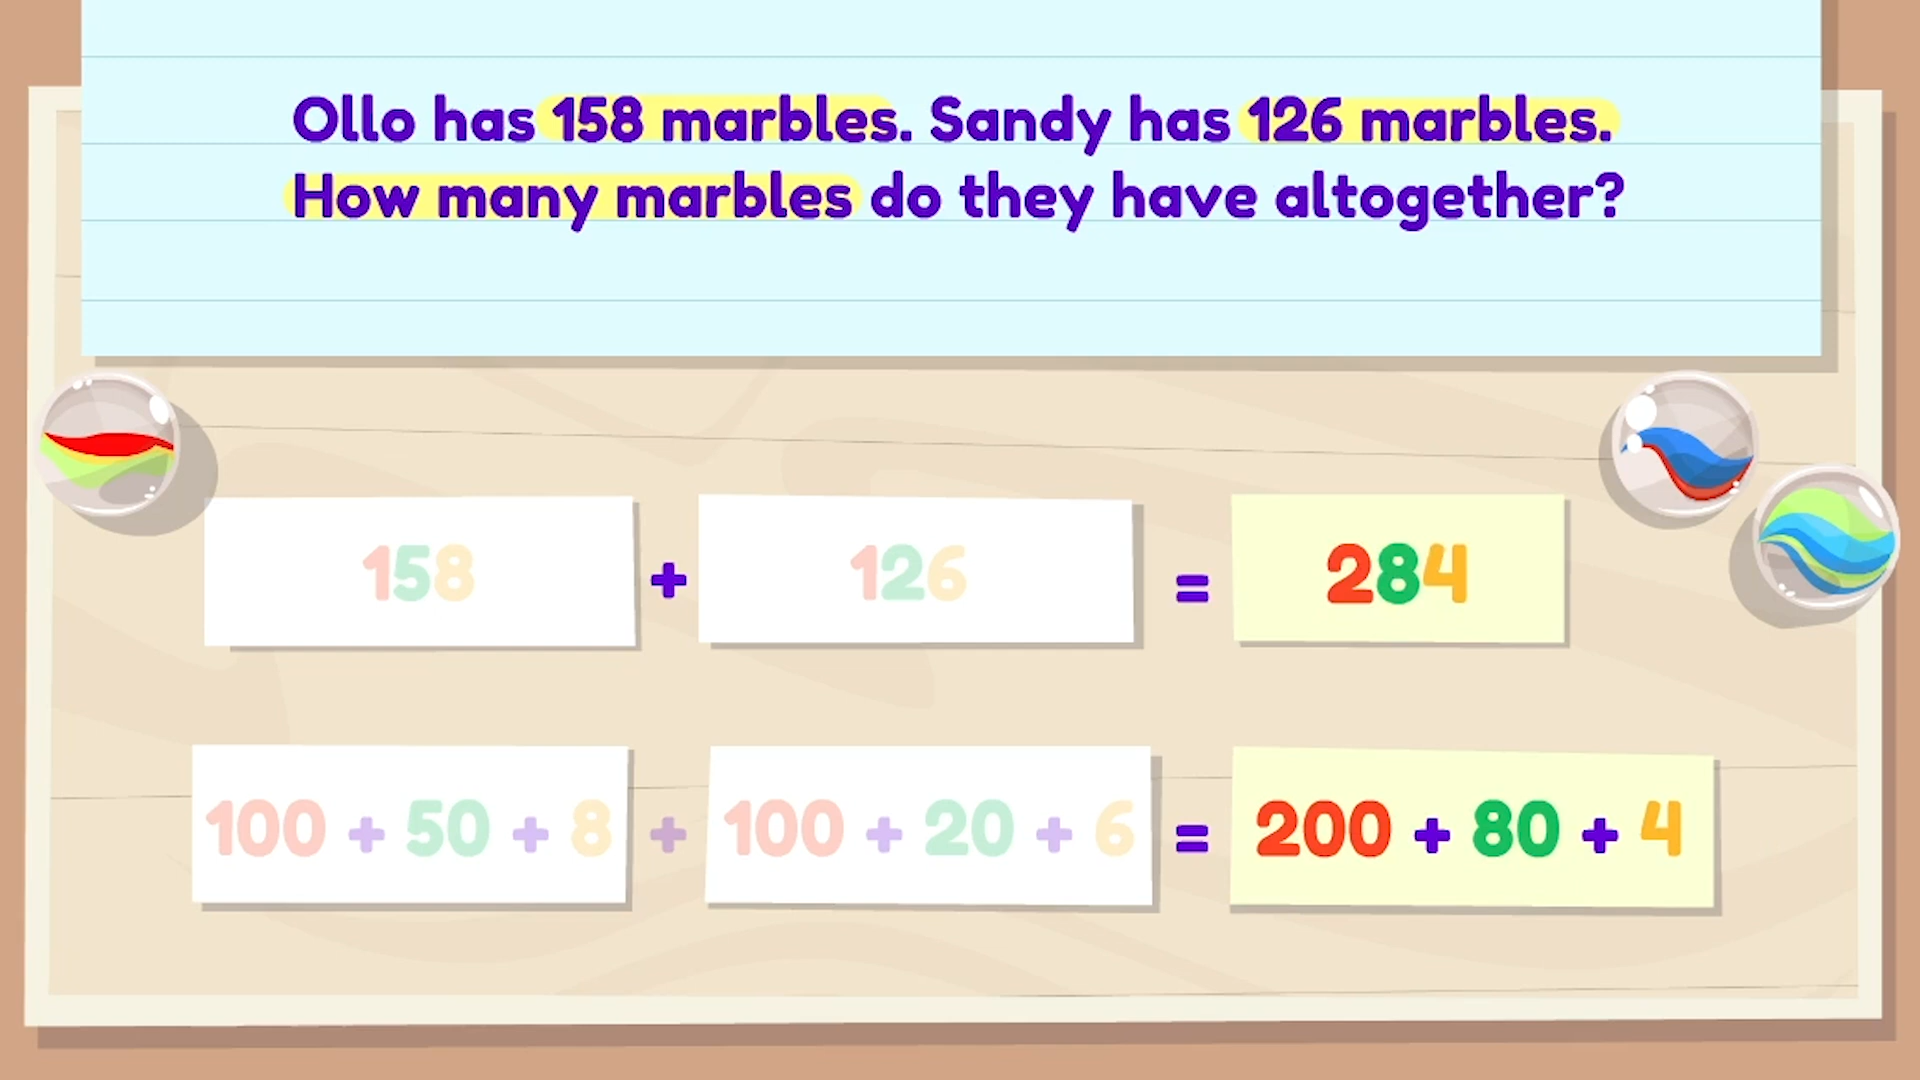 Ollo has 158 marbles. Sandy has 126 marbles.
How many marbles do they have altogether?
158 + 126 = 284
100 + 50 + 8 + 100 + 20 + 6 = 200 + 80 + 4